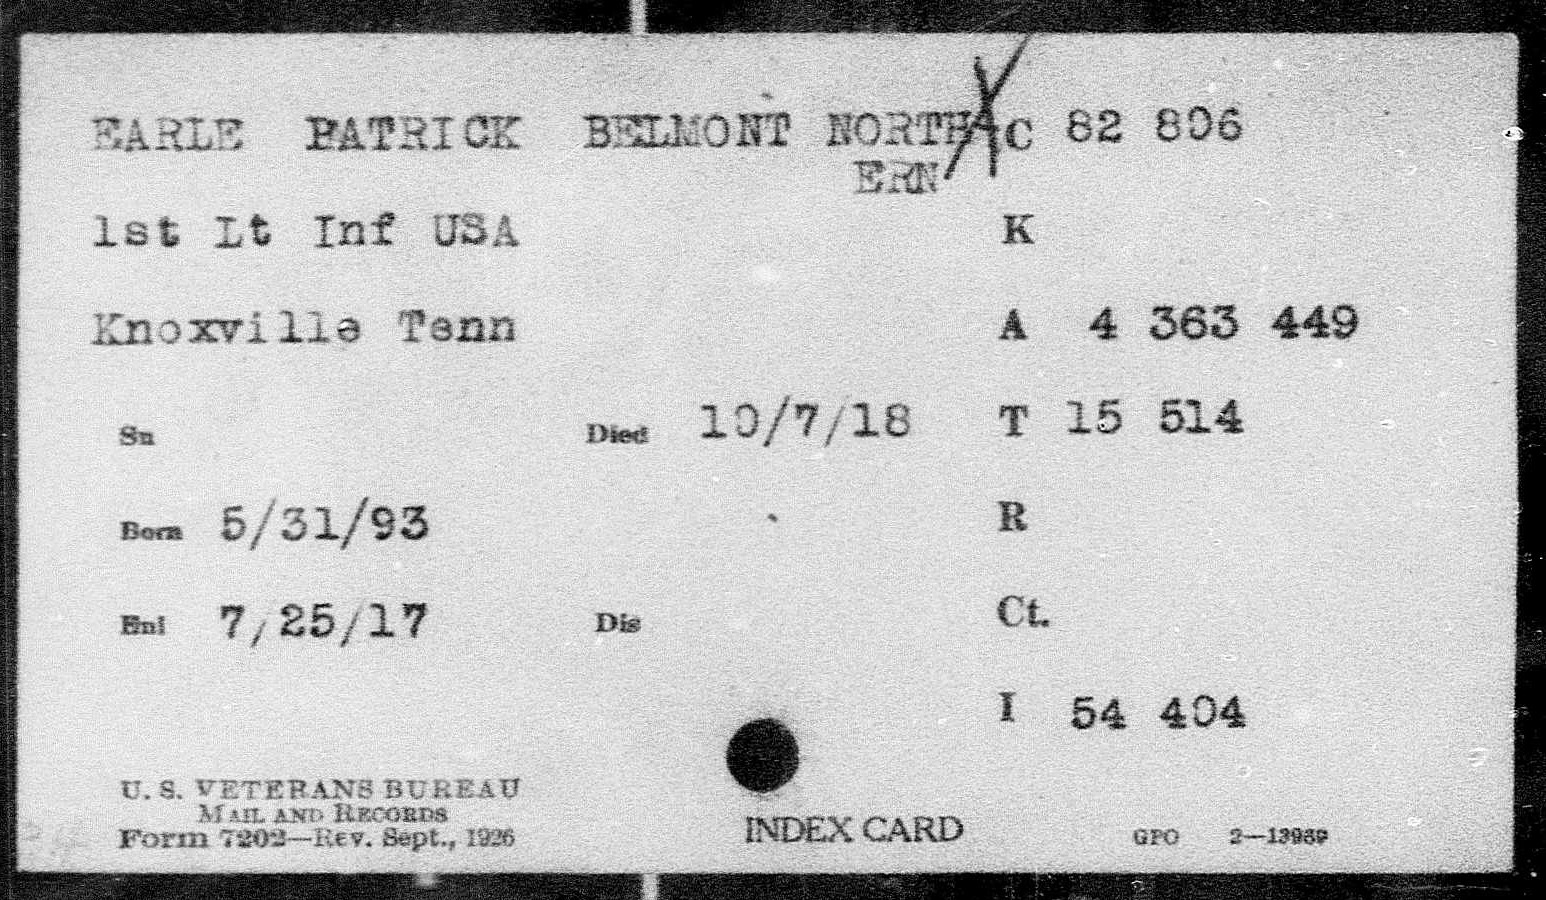 EARLE PATRICK BELMONT NORTH XC 82 806
ERN
1st Lt Inf USA K
Knoxville Tenn A 4 363 449
Sn Died 10/7/18 T 15 514
Born 5/31/93 R
Enl 7/25/17 Dis Ct.
I 54 404
U. S. VETERANS BUREAU
MAIL AND RECORDS
Form 7202—Rev. Sept., 1926
INDEX CARD
GPO 2—13989